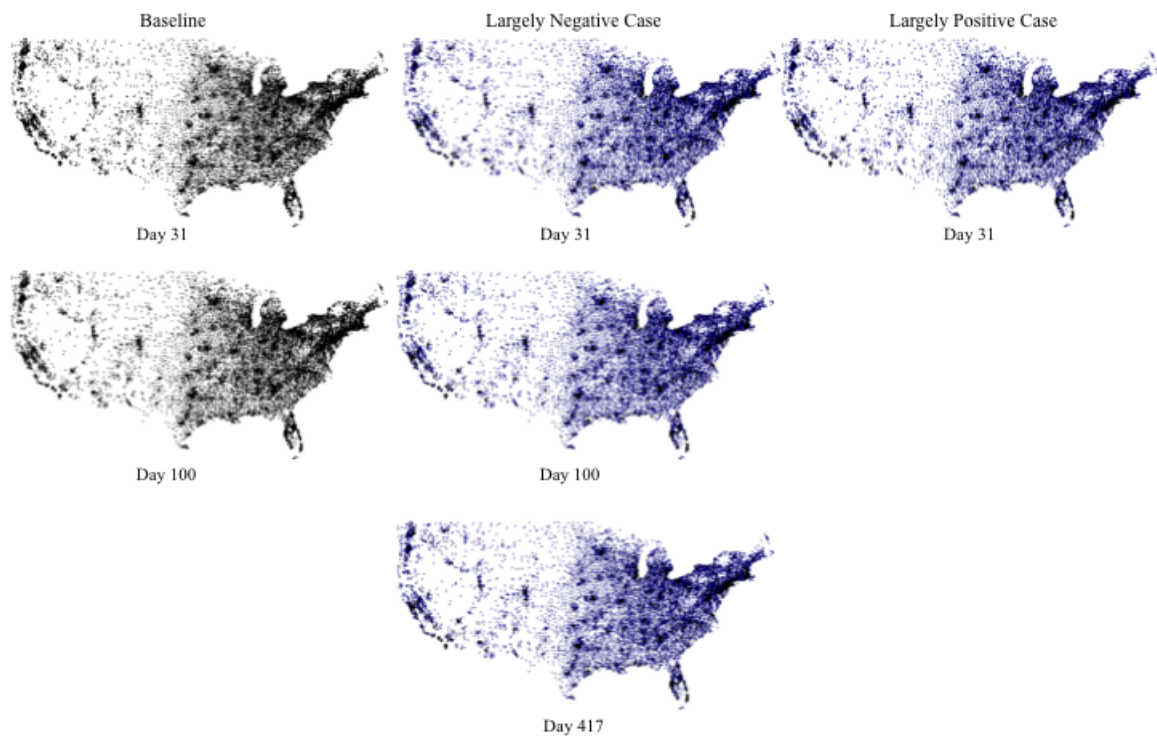 Baseline
Largely Negative Case
Largely Positive Case
Day 31
Day 31
Day 31
Day 100
Day 100
Day 417